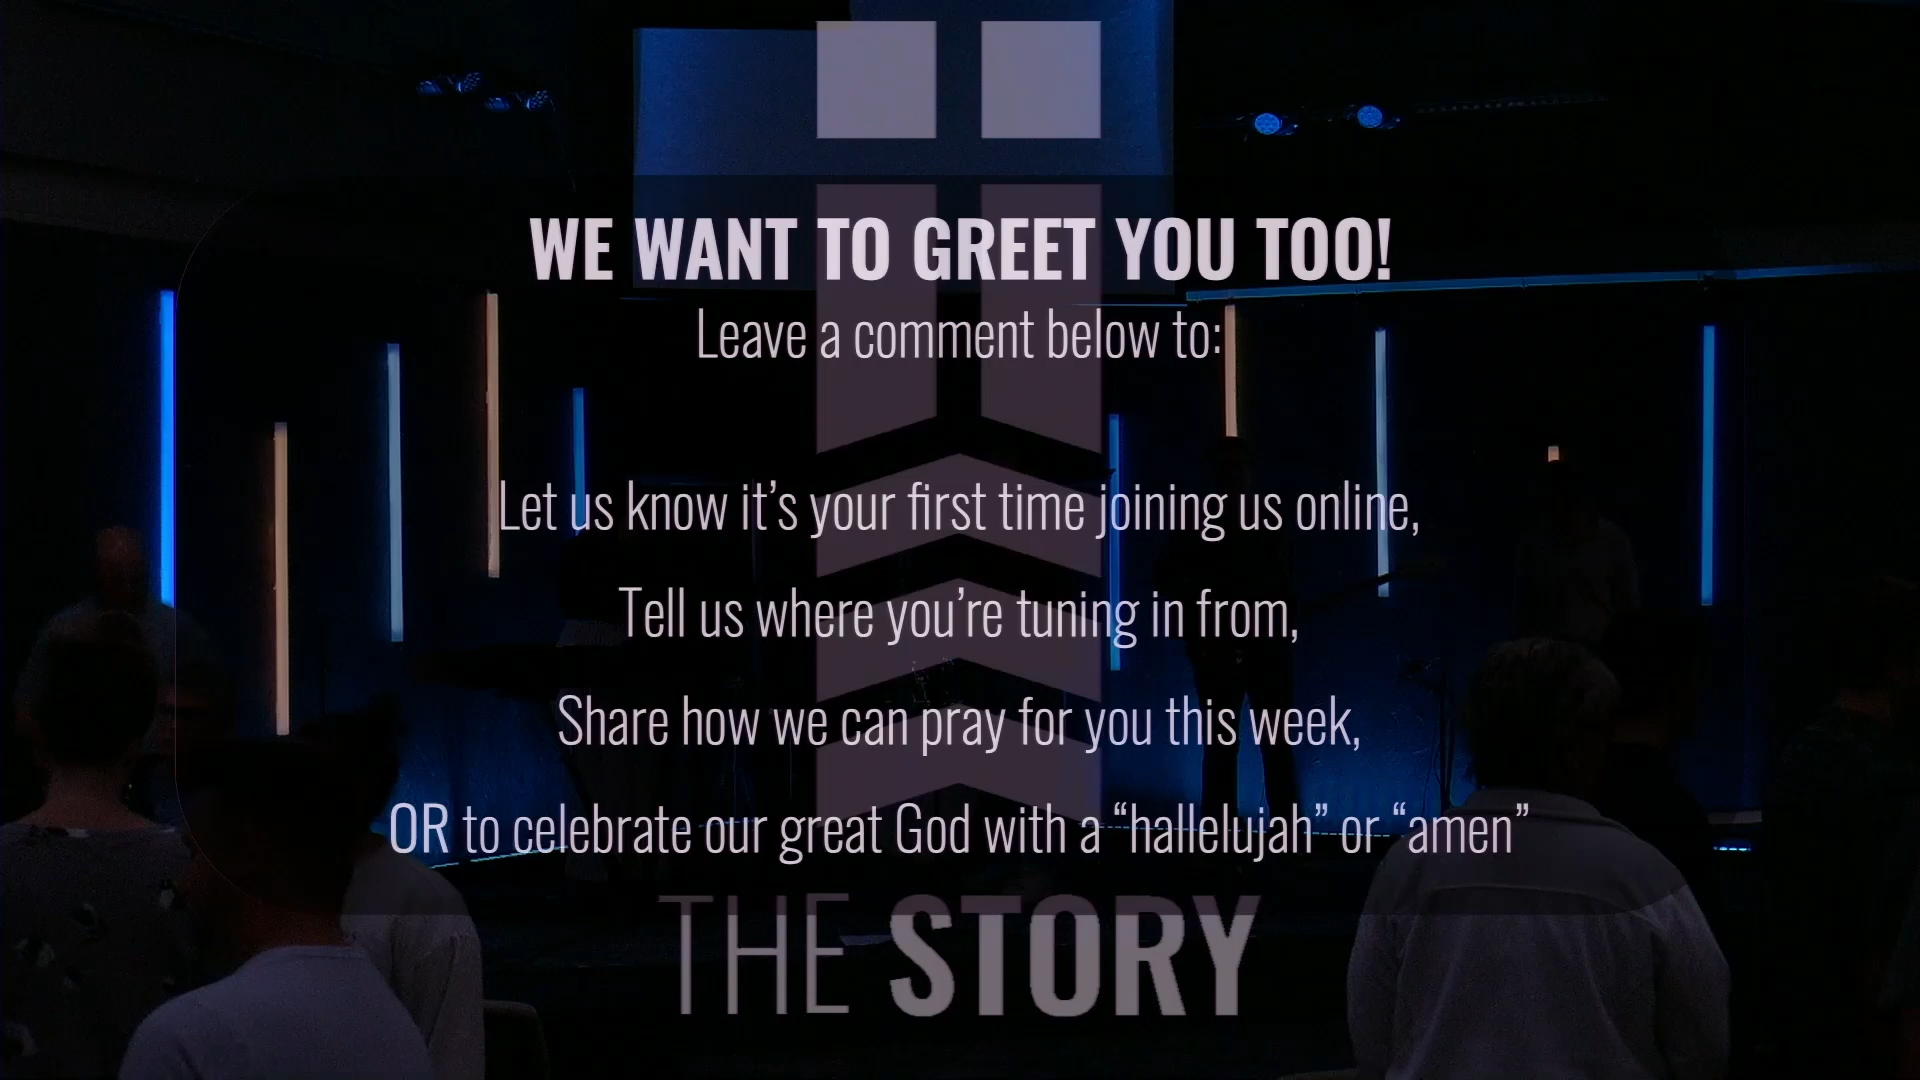 WE WANT TO GREET YOU TOO!
Leave a comment below to:
Let us know it’s your first time joining us online,
Tell us where you’re tuning in from,
Share how we can pray for you this week,
OR to celebrate our great God with a “hallelujah” or “amen”
THE STORY